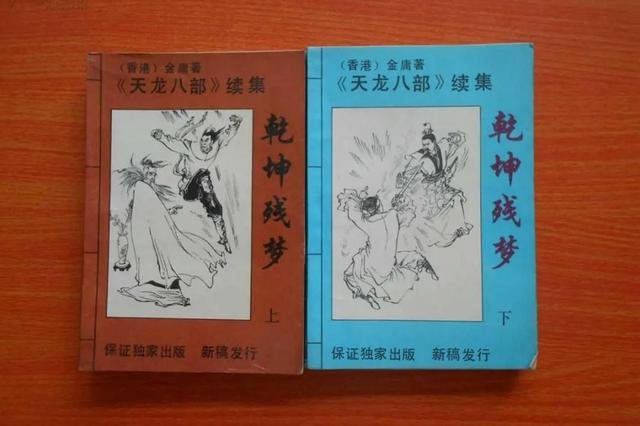 （香港）金庸著
《天龙八部》续集
乾坤残梦
上
保证独家出版 新稿发行
（香港）金庸著
《天龙八部》续集
乾坤残梦
下
保证独家出版 新稿发行